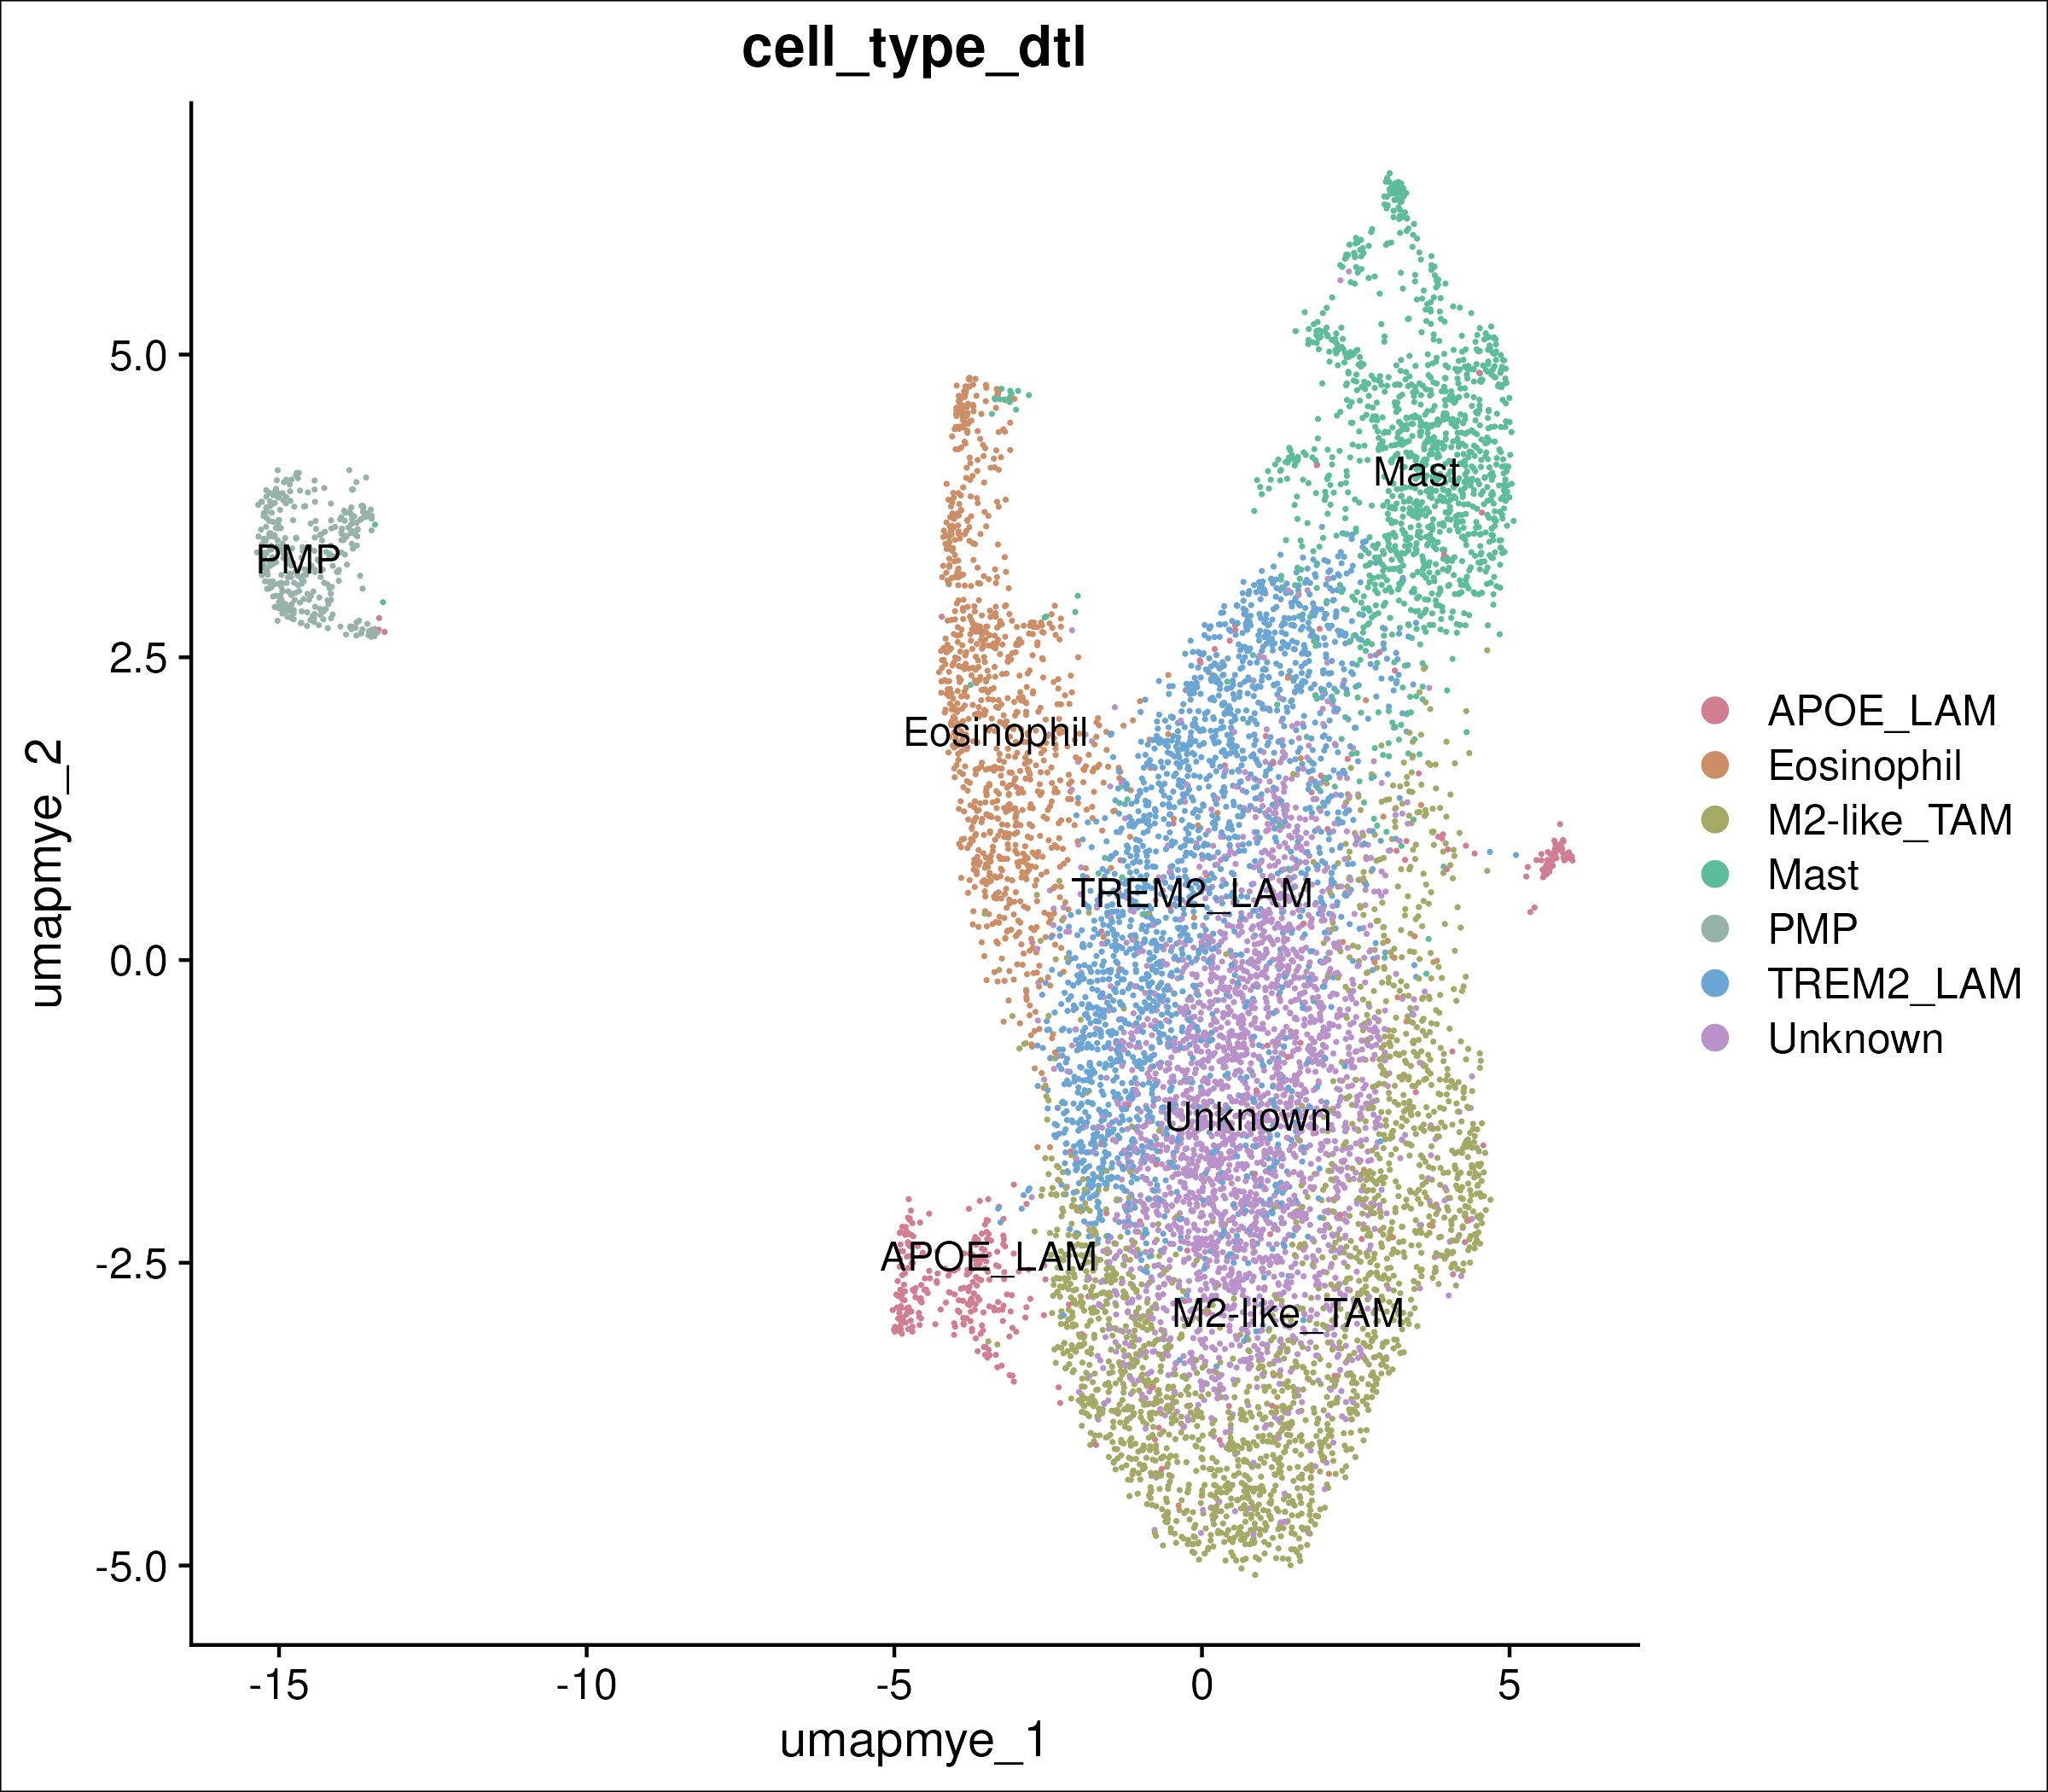 cell_type_dtl
umapmye_2
5.0
2.5
0.0
-2.5
-5.0
Mast
PMP
Eosinophil
TREM2_LAM
Unknown
APOE_LAM
M2-like_TAM
-15
-10
-5
0
5
umapmye_1
APOE_LAM
Eosinophil
M2-like_TAM
Mast
PMP
TREM2_LAM
Unknown